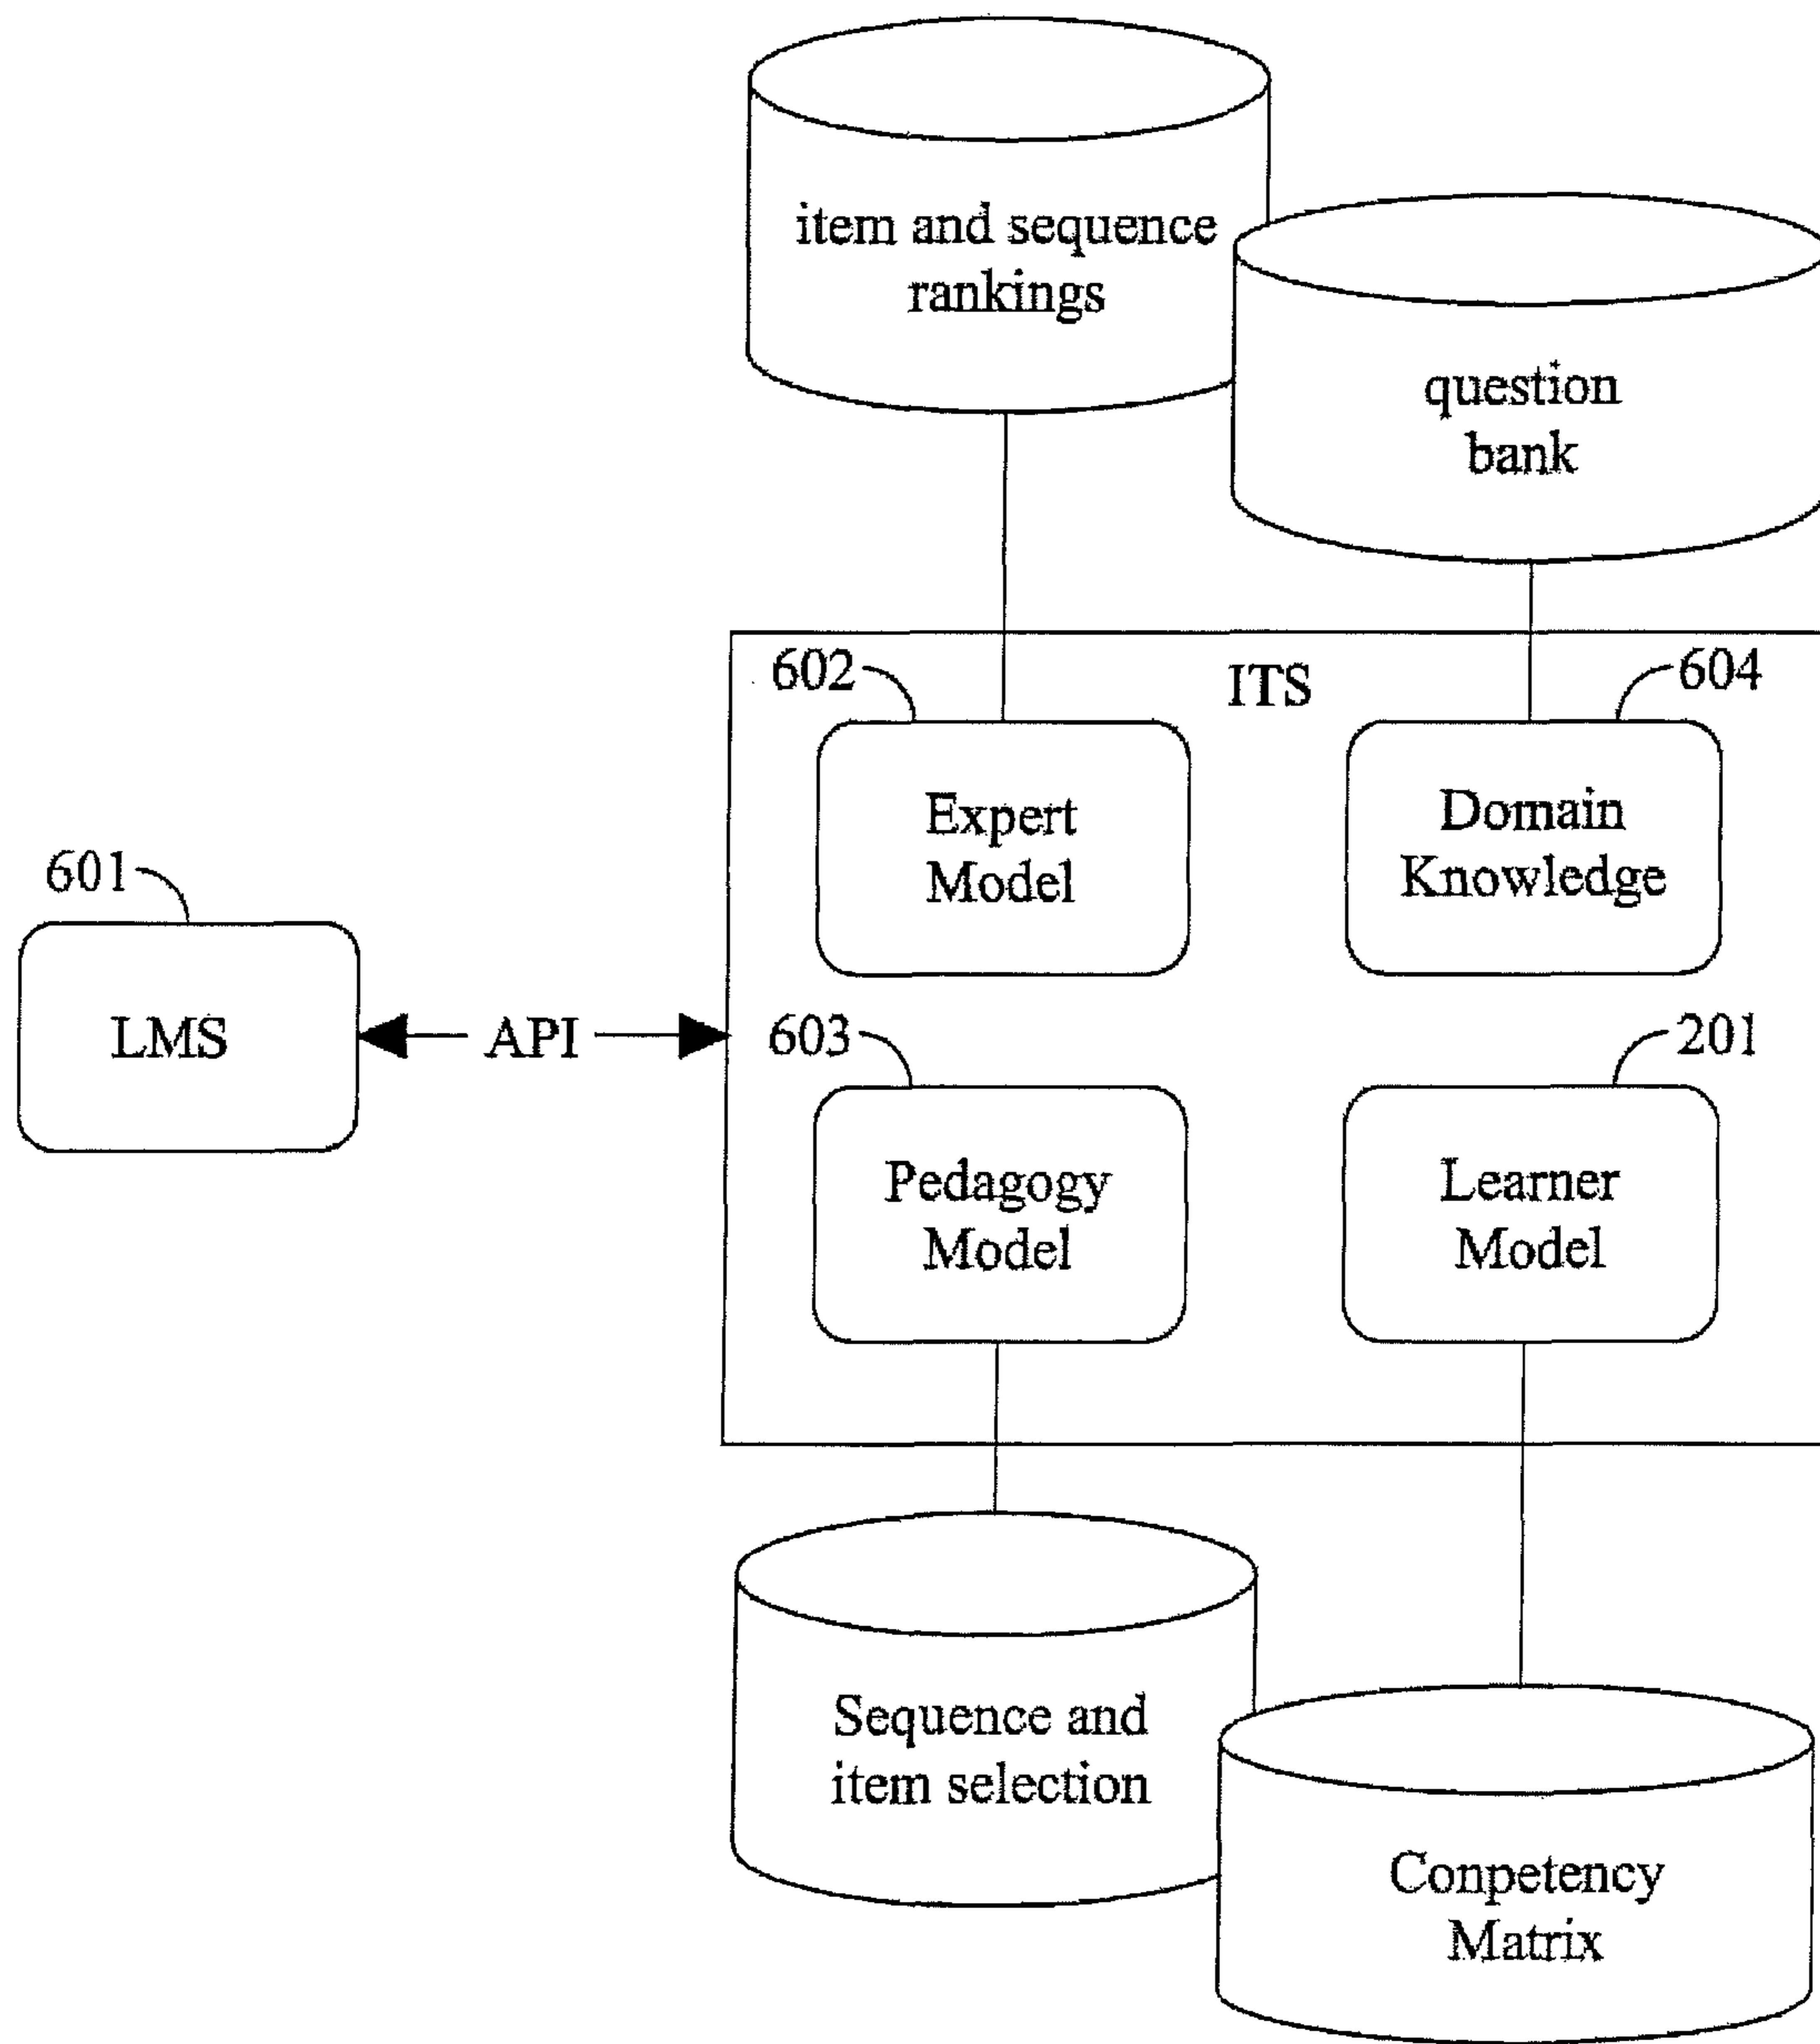 item and sequence
rankings
question
bank
602
ITS
604
Expert
Model
Domain
Knowledge
601
LMS
API
603
201
Pedagogy
Model
Learner
Model
Sequence and
item selection
Conpetency
Matrix